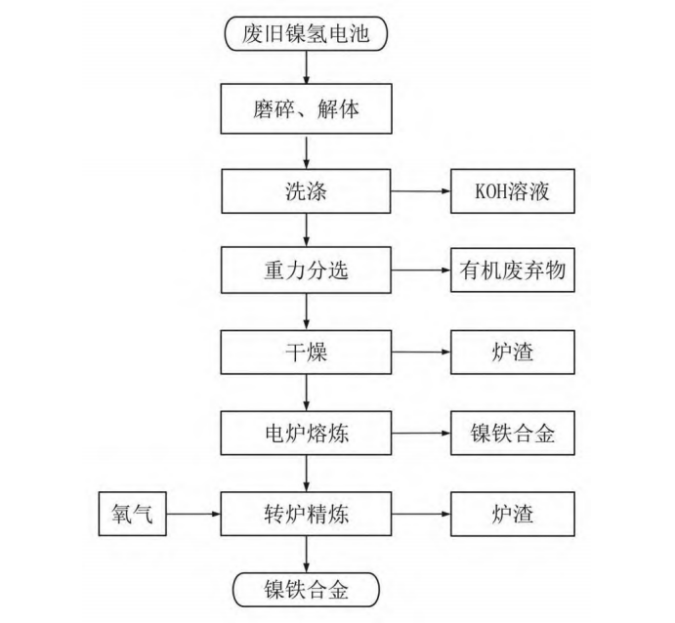 废旧镍氢电池
磨碎、解体
洗涤
KOH溶液
重力分选
有机废弃物
干燥
炉渣
电炉熔炼
镍铁合金
氧气
转炉精炼
炉渣
镍铁合金